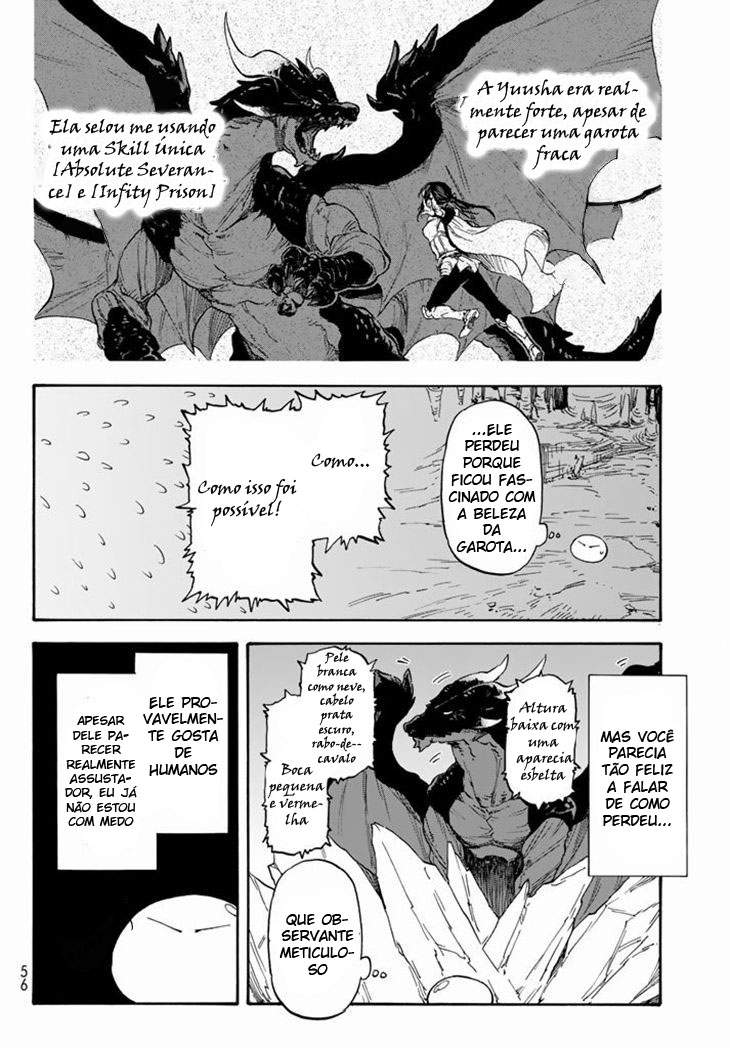 A Yuusha era real-
mente forte, apesar de
parecer uma garota
fraca
Ela selou me usando
uma Skill Única
[Absolute Severan-
ce] e [Infity Prison]
...ELE
PERDEU
PORQUE
FICOU FAS-
CINADO COM
A BELEZA
DA
GAROTA...
Como...
Como isso foi
possível!
MAS VOCÊ
PARECIA
TÃO FELIZ
A FALAR
DE COMO
PERDEU...
Altura
baixa com
uma aparecia
esbelta
Pele
branca
como neve,
cabelo
prata
escuro,
rabo-de--
cavalo
Boca
pequena
e verme-
lha
QUE OB-
SERVANTE
METICULO-
SO
ELE PRO-
VAVELMEN-
TE GOSTA
DE
HUMANOS
APESAR
DELE PA-
RECER
REALMENTE
ASSUSTA-
DOR, EU JÁ
NÃO ESTOU
COM MEDO
56